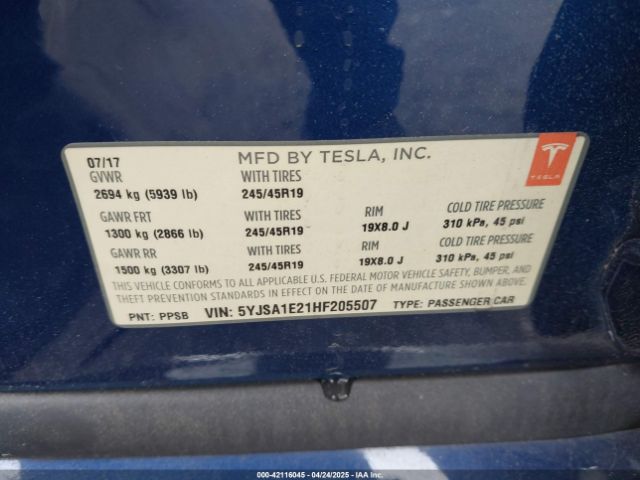 07/17 MFD BY TESLA, INC.
GVWR WITH TIRES
2694 kg (5939 lb) 245/45R19
TESLA
GAWR FRT WITH TIRES RIM COLD TIRE PRESSURE
1300 kg (2866 lb) 245/45R19 19X8.0 J 310 kPa, 45 psi
GAWR RR WITH TIRES RIM COLD TIRE PRESSURE
1500 kg (3307 lb) 245/45R19 19X8.0 J 310 kPa, 45 psi
THIS VEHICLE CONFORMS TO ALL APPLICABLE U.S. FEDERAL MOTOR VEHICLE SAFETY, BUMPER, AND
THEFT PREVENTION STANDARDS IN EFFECT ON THE DATE OF MANUFACTURE SHOWN ABOVE.
PNT: PPSB VIN: 5YJSA1E21HF205507 TYPE: PASSENGER CAR
000-42116045 - 04/24/2025 - IAAI.COM